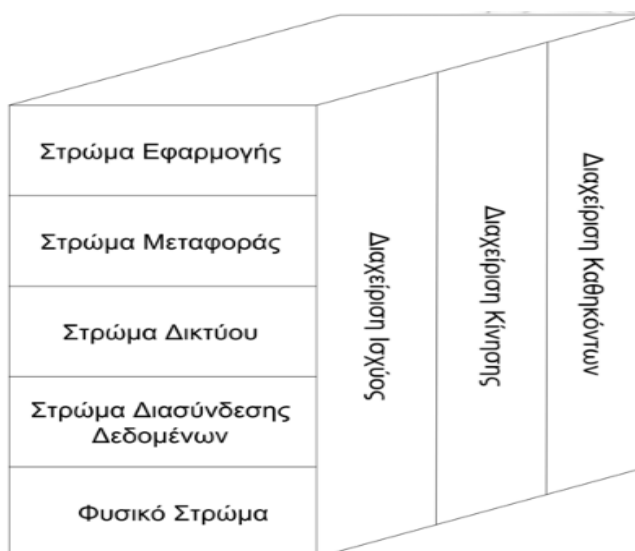 Στρώμα Εφαρμογής
Στρώμα Μεταφοράς
Στρώμα Δικτύου
Στρώμα Διασύνδεσης
Δεδομένων
Φυσικό Στρώμα
Διαχείριση Ισχύος
Διαχείριση Κίνησης
Διαχείριση Καθηκόντων